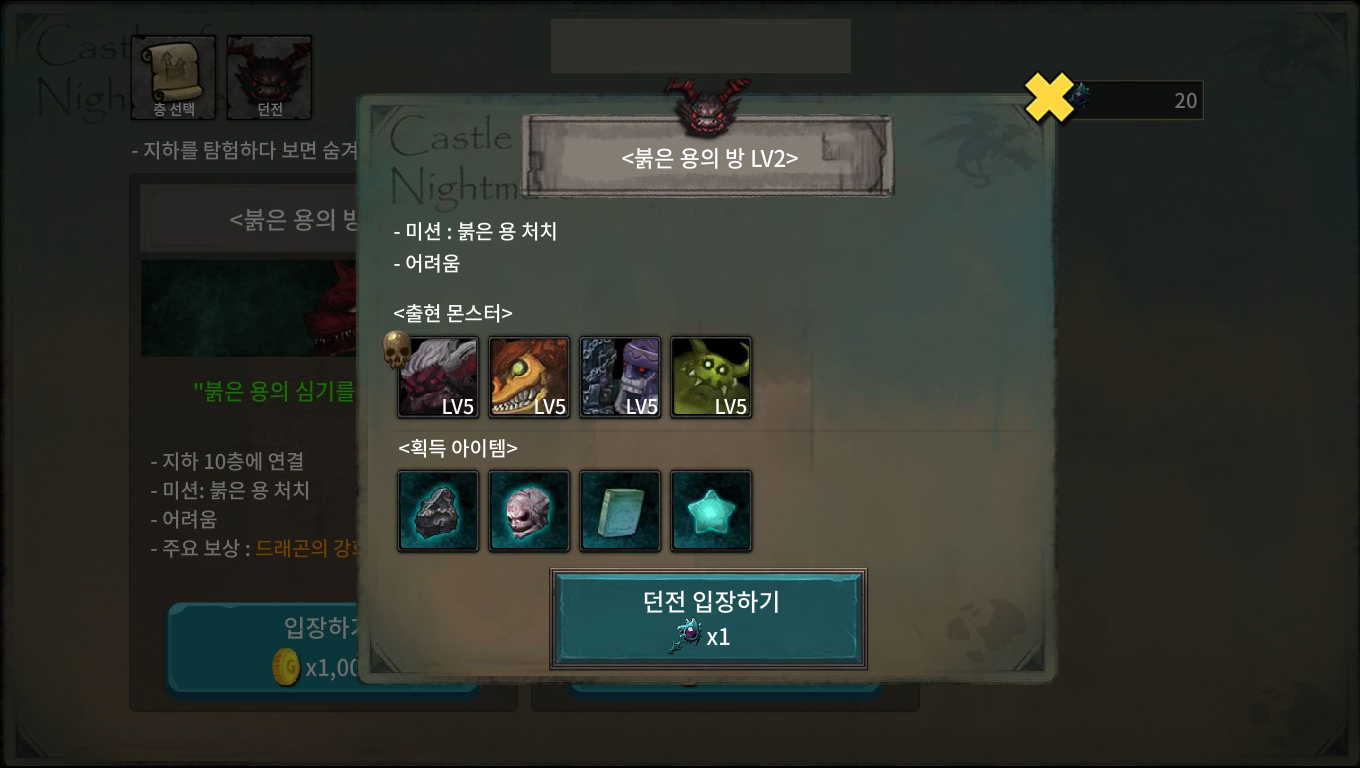 Castle of
Nigh
층 선택
던전
20
- 지하를 탐험하다 보면 숨겨
<붉은 용의 방
"붉은 용의 심기를
- 지하 10층에 연결
- 미션: 붉은 용 처치
- 어려움
- 주요 보상 : 드래곤의 강화
입장하기
G x1,00
Castle
Nightm
<붉은 용의 방 LV2>
- 미션 : 붉은 용 처치
- 어려움
<출현 몬스터>
LV5 LV5 LV5 LV5
<획득 아이템>
던전 입장하기
x1